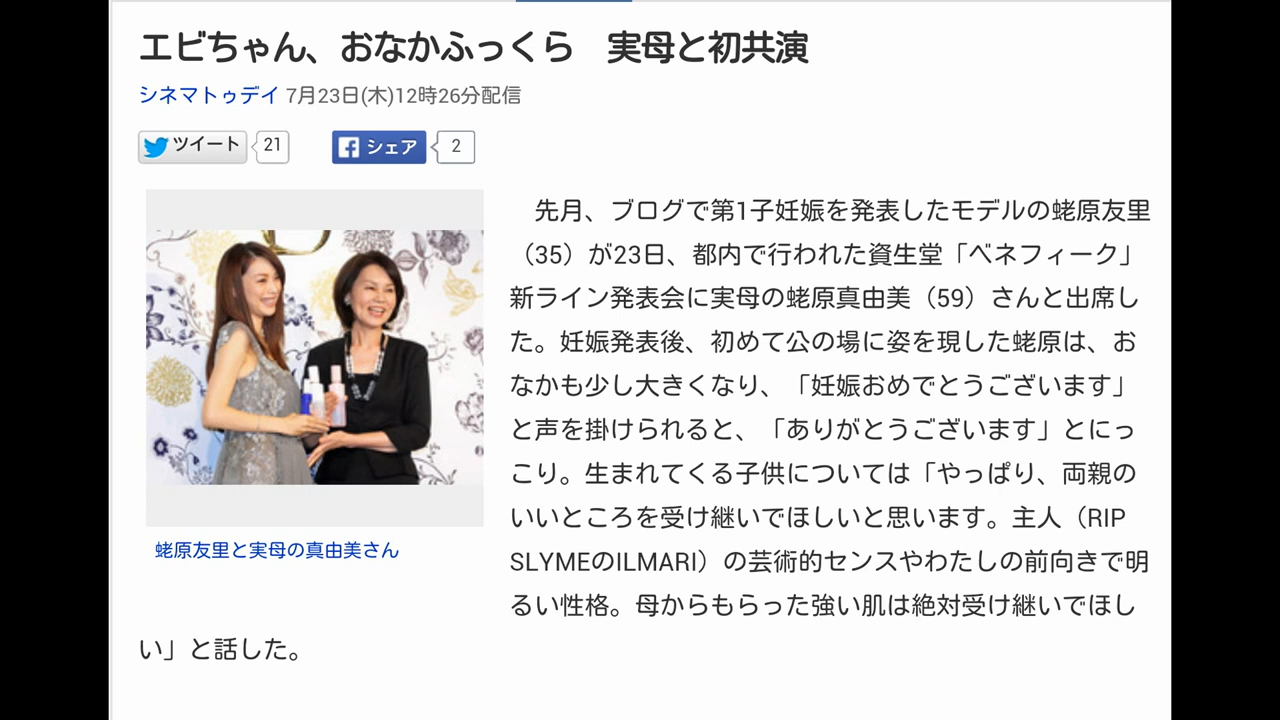 エビちゃん、おなかふっくら　実母と初共演
シネマトゥデイ 7月23日(木)12時26分配信
ツイート 21 シェア 2
先月、ブログで第1子妊娠を発表したモデルの蛯原友里
（35）が23日、都内で行われた資生堂「ベネフィーク」
新ライン発表会に実母の蛯原真由美（59）さんと出席し
た。妊娠発表後、初めて公の場に姿を現した蛯原は、お
なかも少し大きくなり、「妊娠おめでとうございます」
と声を掛けられると、「ありがとうございます」とにっ
こり。生まれてくる子供については「やっぱり、両親の
いいところを受け継いでほしいと思います。主人（RIP
SLYMEのILMARI）の芸術的センスやわたしの前向きで明
るい性格。母からもらった強い肌は絶対受け継いでほし
い」と話した。
蛯原友里と実母の真由美さん